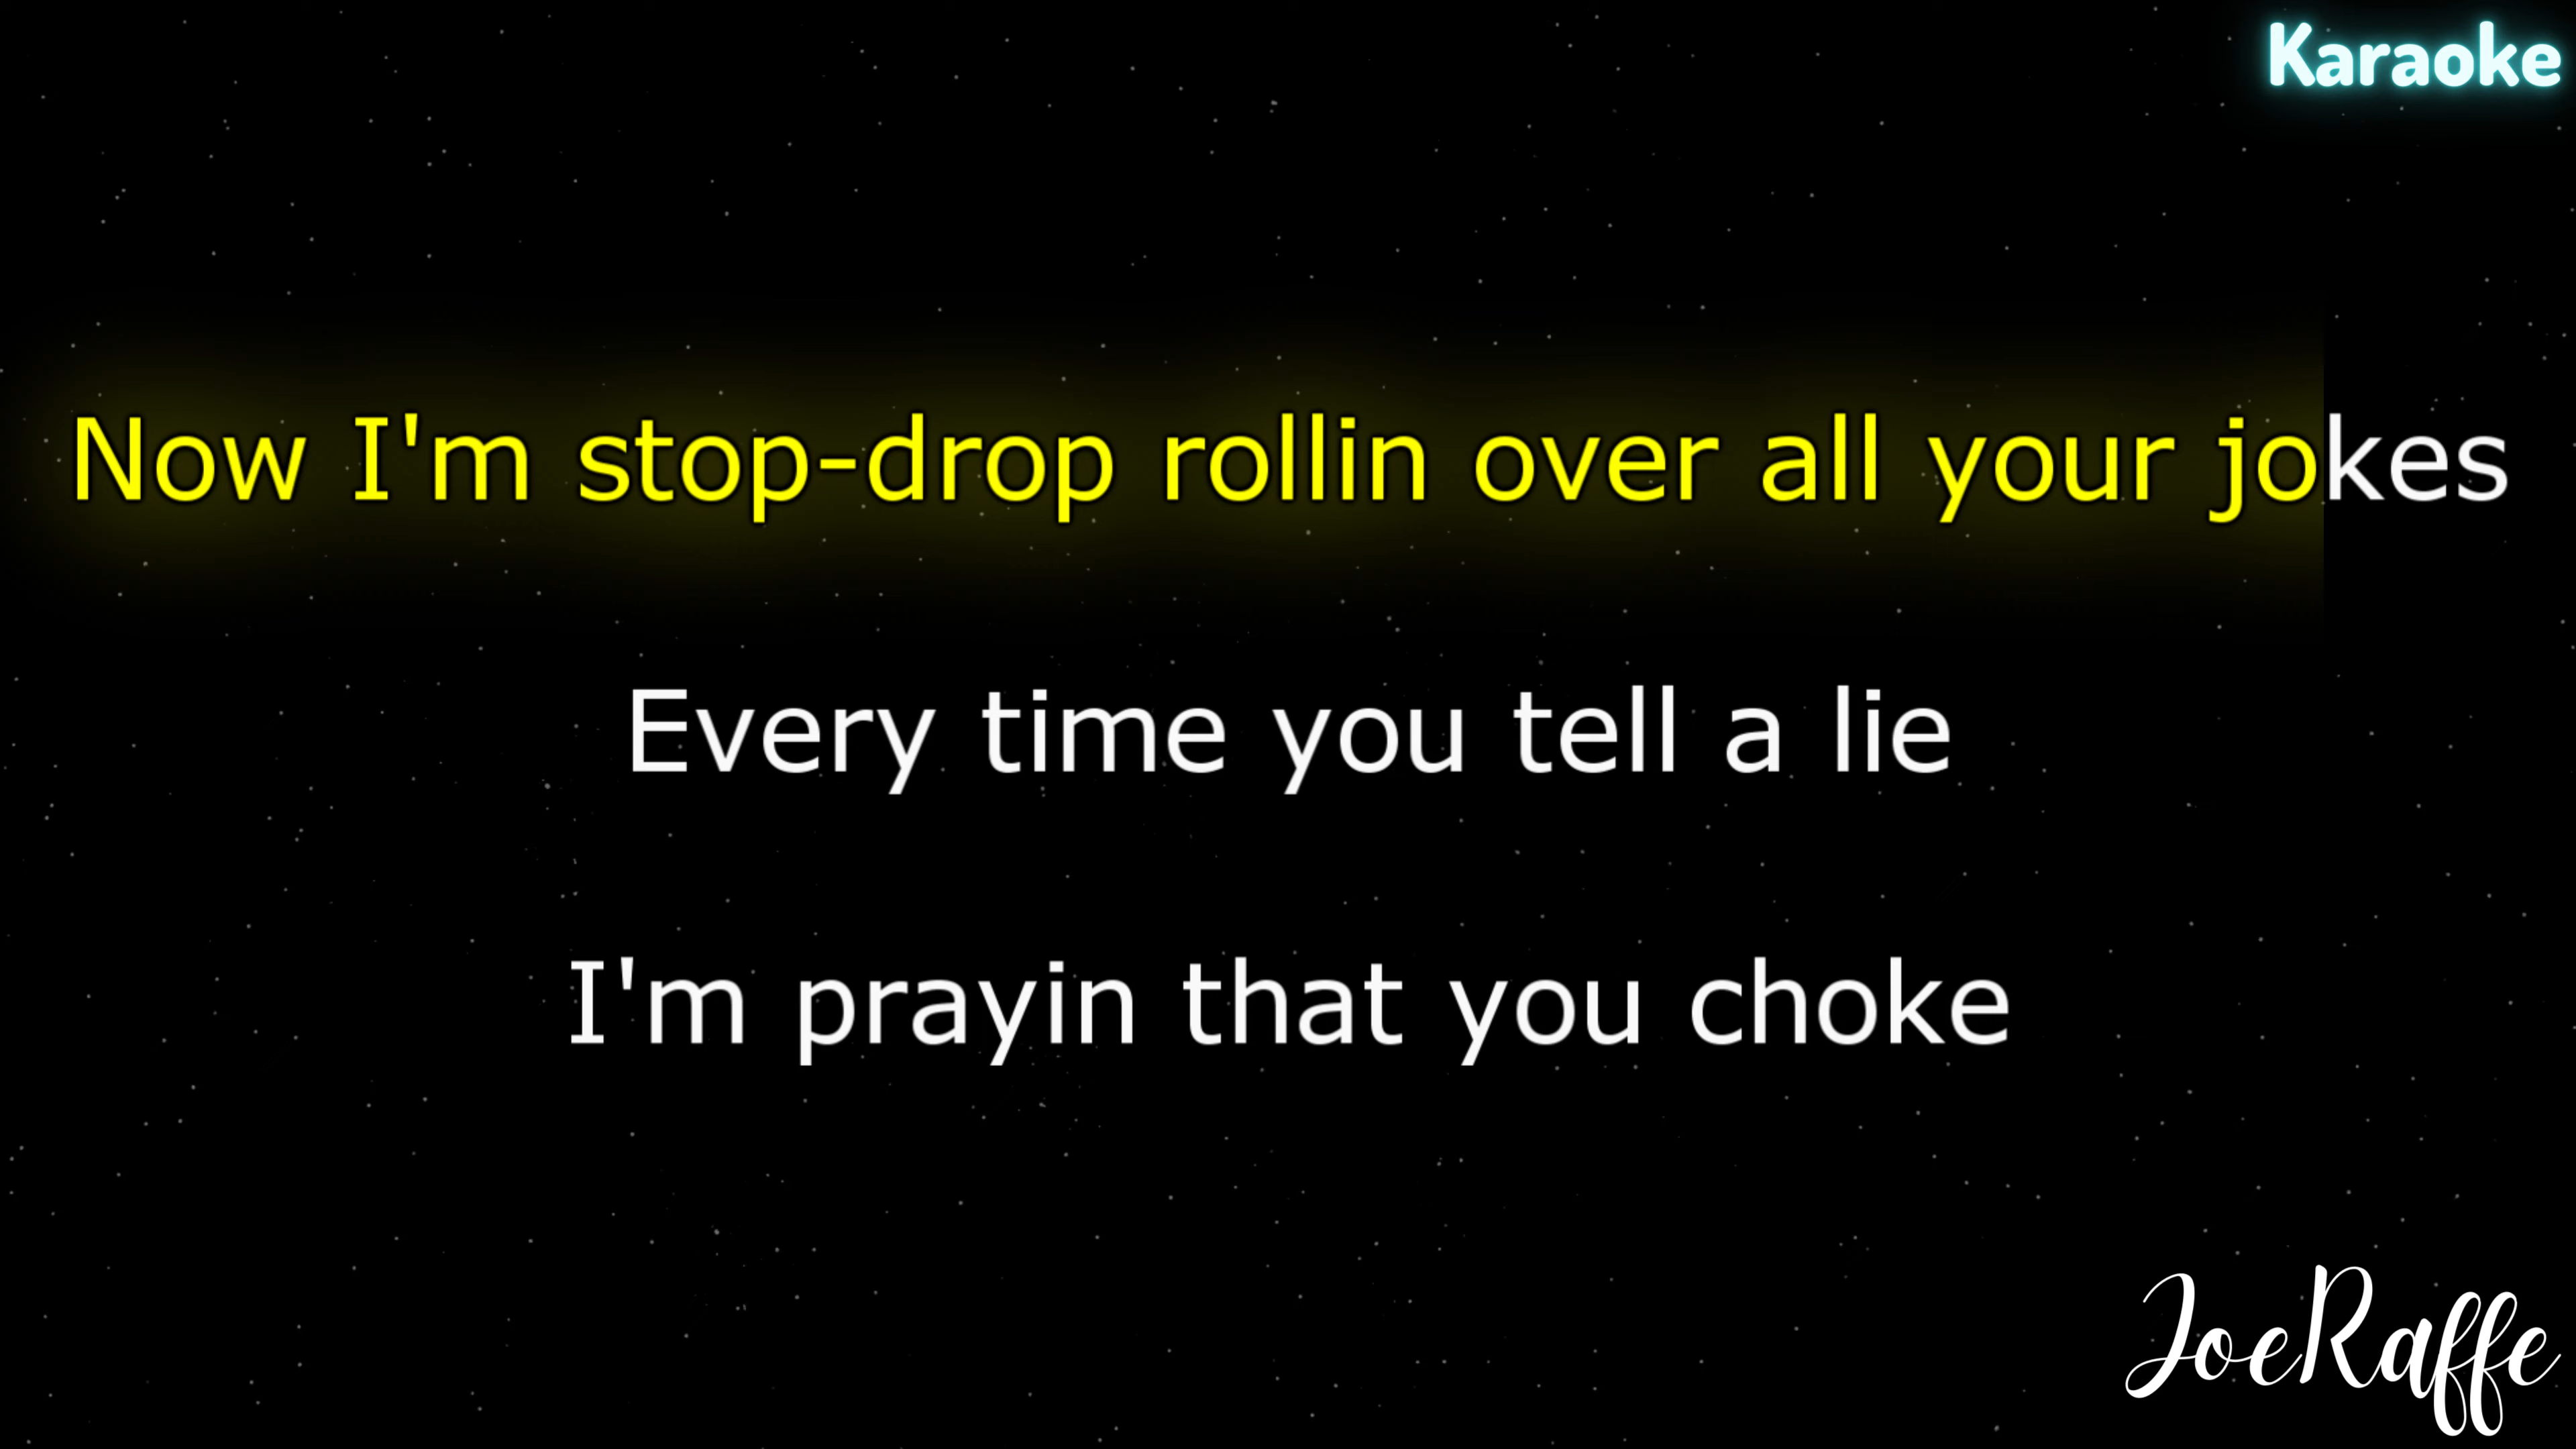 Karaoke
Now I'm stop-drop rollin over all your jokes
Every time you tell a lie
I'm prayin that you choke
JoeRaffe